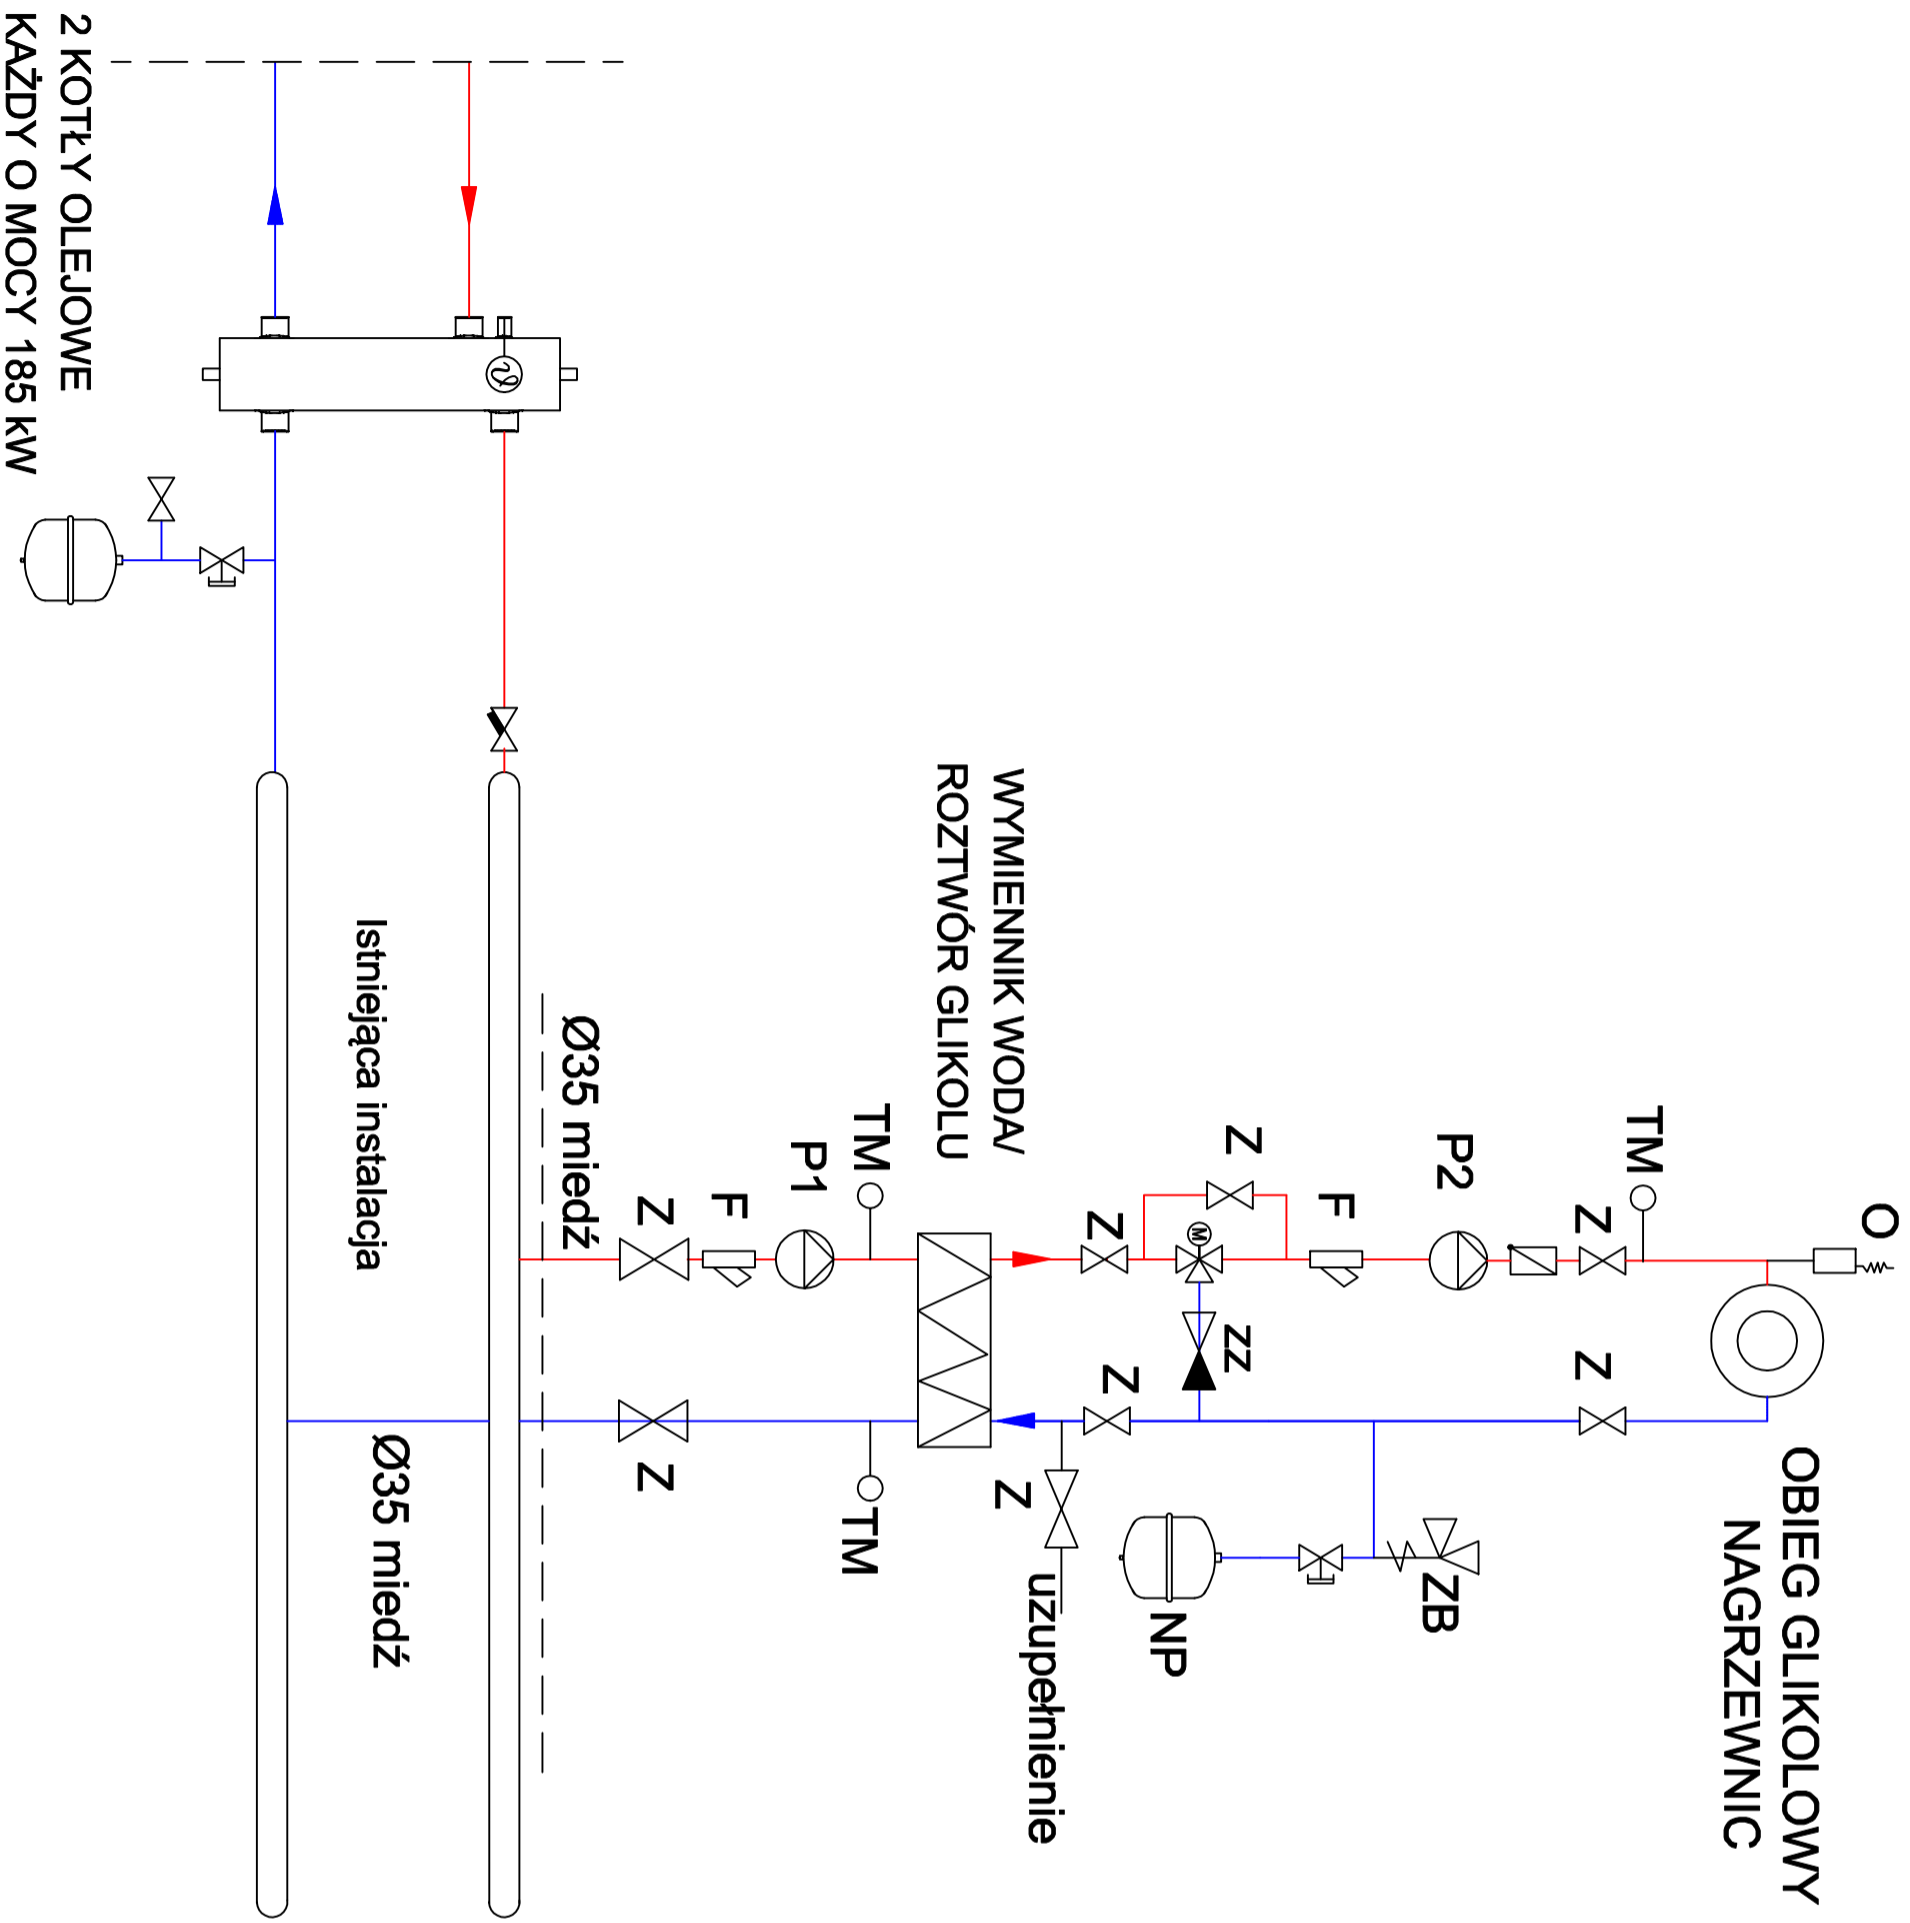 OBIEG GLIKOLOWY
NAGRZEWNIC
O
TM
Z
Z
P2
ZB
F
Z
M
ZZ
NP
Z
Z
uzupełnienie
Z
WYMIENNIK WODA/
ROZTWÓR GLIKOLU
TM
TM
P1
F
Z
Z
Ø35 miedź
Ø35 miedź
Istniejąca instalacja
2 KOTŁY OLEJOWE
KAŻDY O MOCY 185 kW